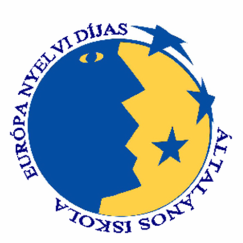 EURÓPA NYELVI DÍJAS
ÁLTALÁNOS ISKOLA